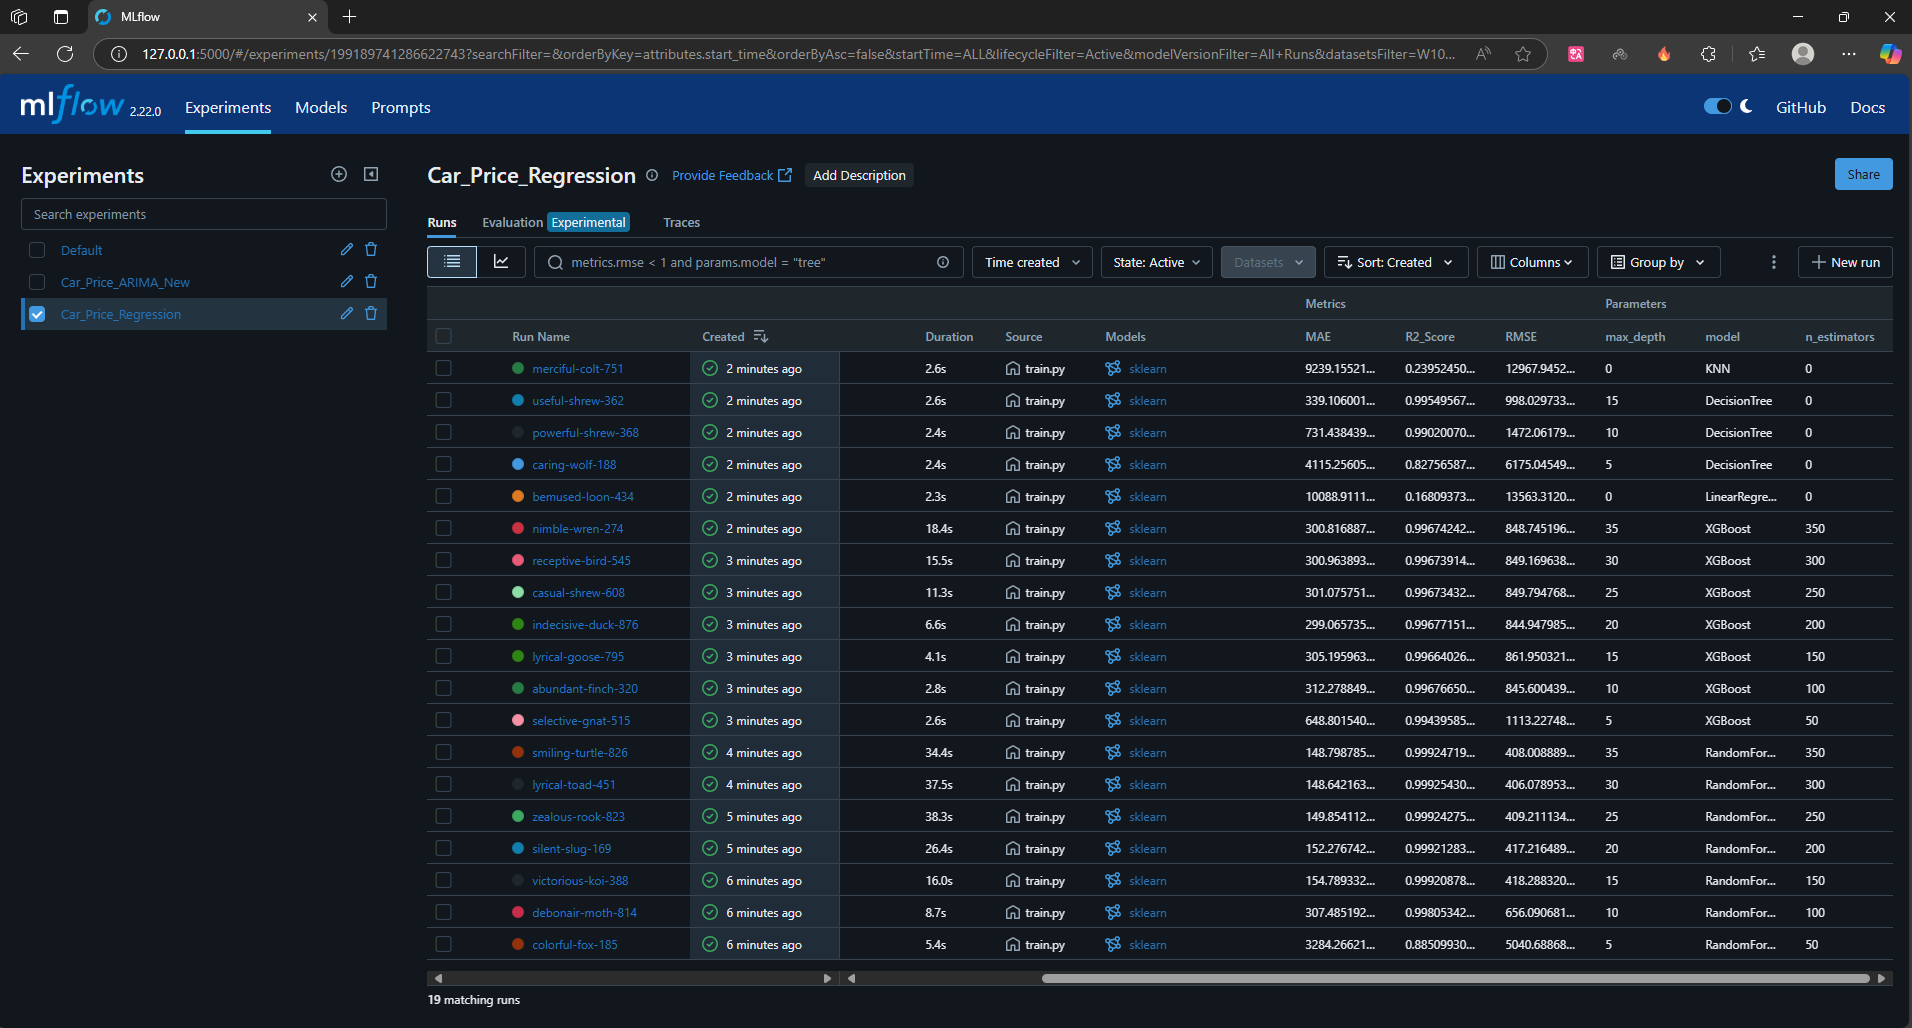 MLflow
127.0.0.1:5000/#/experiments/199189741286622743?searchFilter=&orderByKey=attributes.start_time&orderByAsc=false&startTime=ALL&lifecycleFilter=Active&modelVersionFilter=All+Runs&datasetsFilter=W10...
mlflow 2.22.0 Experiments Models Prompts GitHub Docs
Experiments
Search experiments
Default
Car_Price_ARIMA_New
Car_Price_Regression
Car_Price_Regression Provide Feedback Add Description Share
Runs Evaluation Experimental Traces
metrics.rmse < 1 and params.model = "tree" Time created State: Active Datasets Sort: Created Columns Group by New run
Metrics Parameters
Run Name Created Duration Source Models MAE R2_Score RMSE max_depth model n_estimators
merciful-colt-751 2 minutes ago 2.6s train.py sklearn 9239.15521... 0.23952450... 12967.9452... 0 KNN 0
useful-shrew-362 2 minutes ago 2.6s train.py sklearn 339.106001... 0.99549567... 998.029733... 15 DecisionTree 0
powerful-shrew-368 2 minutes ago 2.4s train.py sklearn 731.438439... 0.99020070... 1472.06179... 10 DecisionTree 0
caring-wolf-188 2 minutes ago 2.4s train.py sklearn 4115.25605... 0.82756587... 6175.04549... 5 DecisionTree 0
bemused-loon-434 2 minutes ago 2.3s train.py sklearn 10088.9111... 0.16809373... 13563.3120... 0 LinearRegre... 0
nimble-wren-274 2 minutes ago 18.4s train.py sklearn 300.816887... 0.99674242... 848.745196... 35 XGBoost 350
receptive-bird-545 3 minutes ago 15.5s train.py sklearn 300.963893... 0.99673914... 849.169638... 30 XGBoost 300
casual-shrew-608 3 minutes ago 11.3s train.py sklearn 301.075751... 0.99673432... 849.794768... 25 XGBoost 250
indecisive-duck-876 3 minutes ago 6.6s train.py sklearn 299.065735... 0.99677151... 844.947985... 20 XGBoost 200
lyrical-goose-795 3 minutes ago 4.1s train.py sklearn 305.195963... 0.99664026... 861.950321... 15 XGBoost 150
abundant-finch-320 3 minutes ago 2.8s train.py sklearn 312.278849... 0.99676650... 845.600439... 10 XGBoost 100
selective-gnat-515 3 minutes ago 2.6s train.py sklearn 648.801540... 0.99439585... 1113.22748... 5 XGBoost 50
smiling-turtle-826 4 minutes ago 34.4s train.py sklearn 148.798785... 0.99924719... 408.008889... 35 RandomFor... 350
lyrical-toad-451 4 minutes ago 37.5s train.py sklearn 148.642163... 0.99925430... 406.078953... 30 RandomFor... 300
zealous-rook-823 5 minutes ago 38.3s train.py sklearn 149.854112... 0.99924275... 409.211134... 25 RandomFor... 250
silent-slug-169 5 minutes ago 26.4s train.py sklearn 152.276742... 0.99921283... 417.216489... 20 RandomFor... 200
victorious-koi-388 6 minutes ago 16.0s train.py sklearn 154.789332... 0.99920878... 418.288320... 15 RandomFor... 150
debonair-moth-814 6 minutes ago 8.7s train.py sklearn 307.485192... 0.99805342... 656.090681... 10 RandomFor... 100
colorful-fox-185 6 minutes ago 5.4s train.py sklearn 3284.26621... 0.88509930... 5040.68868... 5 RandomFor... 50
19 matching runs